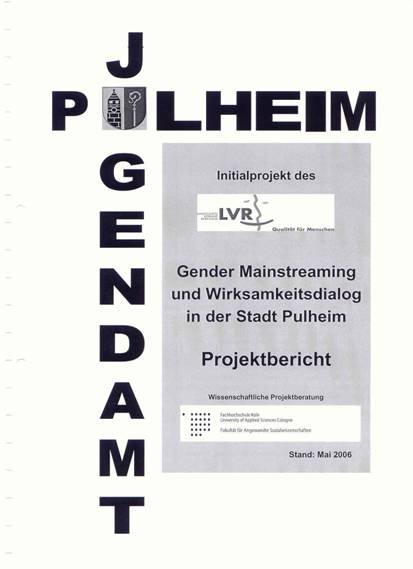 JUGENDAMT
PULHEIM
Initialprojekt des
LVR
Qualität für Menschen
Gender Mainstreaming
und Wirksamkeitsdialog
in der Stadt Pulheim
Projektbericht
Wissenschaftliche Projektberatung
Fachhochschule Köln
University of Applied Sciences Cologne
Fakultät für Angewandte Sozialwissenschaften
Stand: Mai 2006